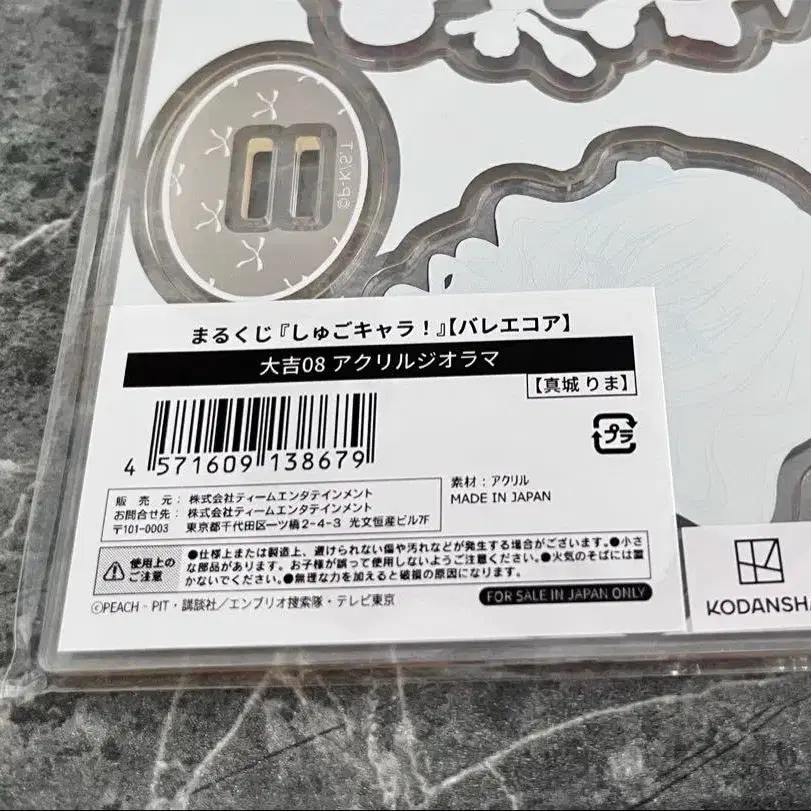 ©P-K/S,T
まるくじ『しゅごキャラ！』【バレエコア】
大吉08 アクリルジオラマ
【真城 りま】
4 571609 138679
プラ
素材：アクリル
MADE IN JAPAN
販 売 元： 株式会社ティームエンタテインメント
お問合せ先： 株式会社ティームエンタテインメント
〒101-0003 東京都千代田区一ツ橋2-4-3 光文恒産ビル7F
使用上の
ご注意
●仕様上または製造上、避けられない傷や汚れなどが発生する場合がございます。●小さ
な部品があります。お子様が誤って使用しないようご注意ください。●火気のそばには置
かないでください。●無理な力を加えると破損の原因になります。
©PEACH‐PIT・講談社／エンブリオ捜索隊・テレビ東京
FOR SALE IN JAPAN ONLY
KODANSHA